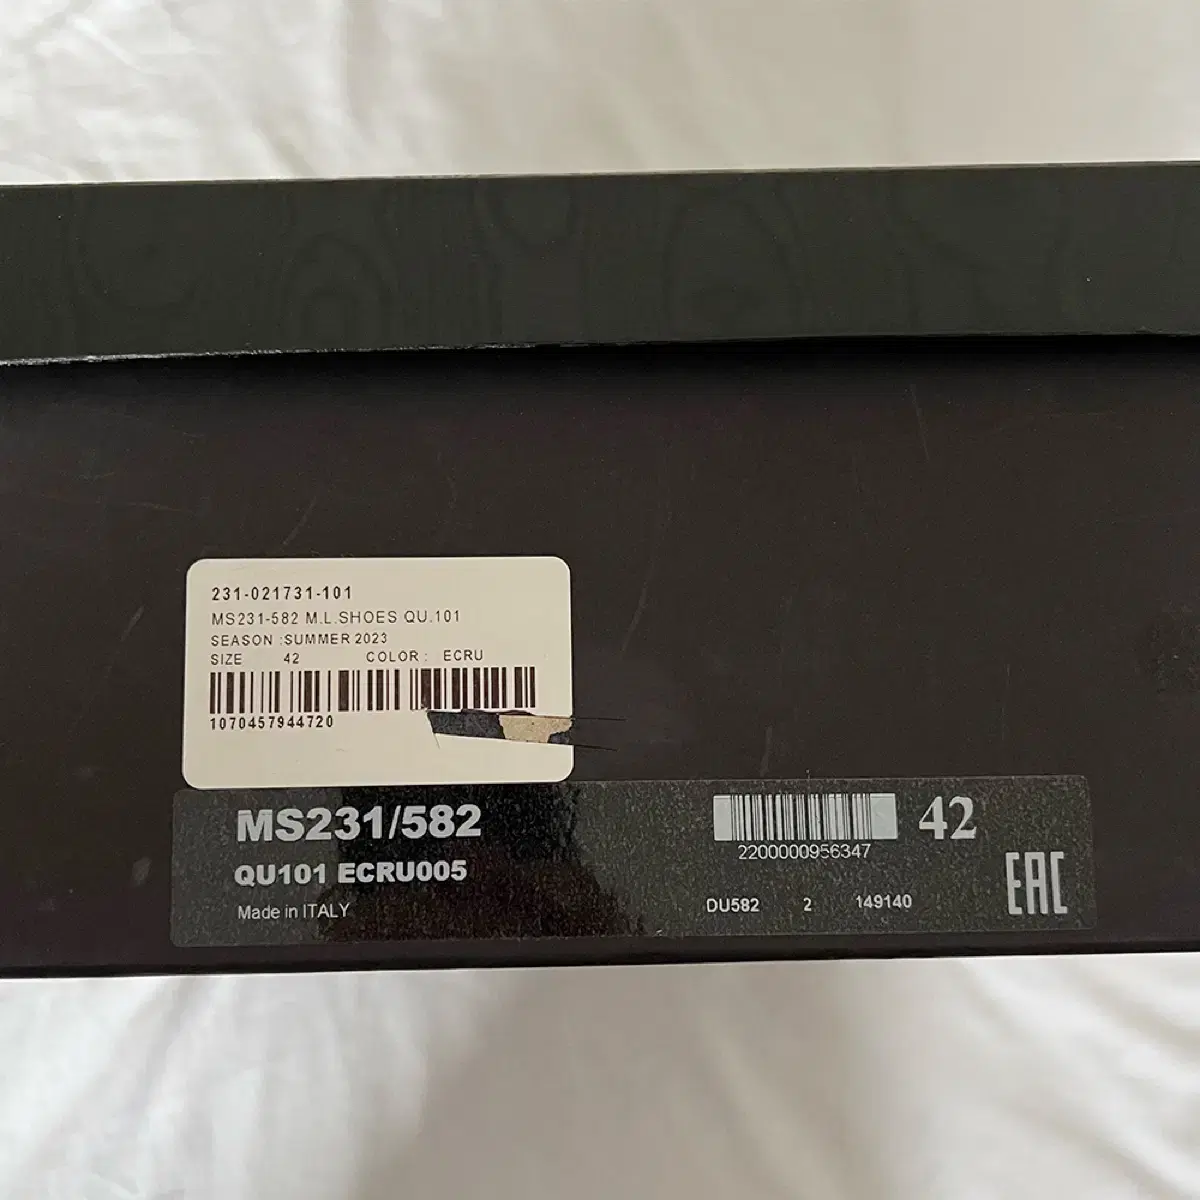 231-021731-101
MS231-582 M.L.SHOES QU.101
SEASON :SUMMER 2023
SIZE 42 COLOR : ECRU
1070457944720
MS231/582
QU101 ECRU005
Made in ITALY
2200000956347
42
DU582 2 149140
EAC